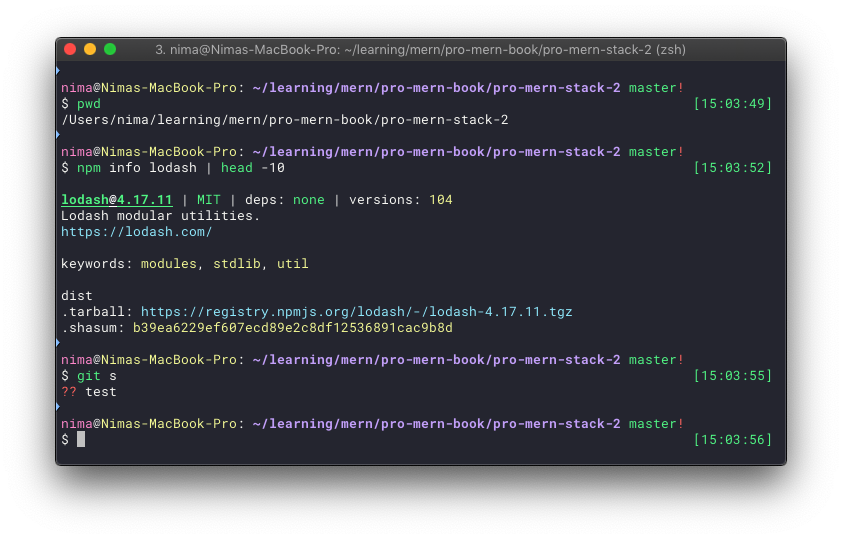 3. nima@Nimas-MacBook-Pro: ~/learning/mern/pro-mern-book/pro-mern-stack-2 (zsh)
nima@Nimas-MacBook-Pro: ~/learning/mern/pro-mern-book/pro-mern-stack-2 master!
$ pwd [15:03:49]
/Users/nima/learning/mern/pro-mern-book/pro-mern-stack-2
nima@Nimas-MacBook-Pro: ~/learning/mern/pro-mern-book/pro-mern-stack-2 master!
$ npm info lodash | head -10 [15:03:52]
lodash@4.17.11 | MIT | deps: none | versions: 104
Lodash modular utilities.
https://lodash.com/
keywords: modules, stdlib, util
dist
.tarball: https://registry.npmjs.org/lodash/-/lodash-4.17.11.tgz
.shasum: b39ea6229ef607ecd89e2c8df12536891cac9b8d
nima@Nimas-MacBook-Pro: ~/learning/mern/pro-mern-book/pro-mern-stack-2 master!
$ git s [15:03:55]
?? test
nima@Nimas-MacBook-Pro: ~/learning/mern/pro-mern-book/pro-mern-stack-2 master!
$ [15:03:56]